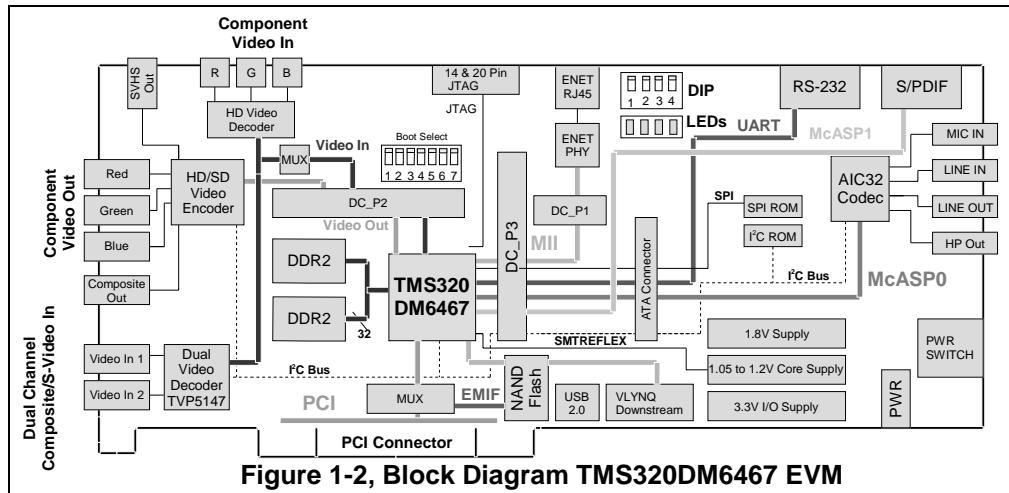 Component
Video In
SVHS
Out
R
G
B
14 & 20 Pin
JTAG
JTAG
ENET
RJ45
1 2 3 4
DIP
LEDs
RS-232
S/PDIF
HD Video
Decoder
UART
McASP1
MIC IN
Video In
MUX
Boot Select
1 2 3 4 5 6 7
ENET
PHY
Component
Video Out
Red
Green
Blue
Composite
Out
HD/SD
Video
Encoder
AIC32
Codec
LINE IN
LINE OUT
HP Out
DC_P2
Video Out
DC_P3
DC_P1
MII
SPI
SPI ROM
I²C ROM
DDR2
DDR2
32
TMS320
DM6467
ATA Connector
I²C Bus
McASP0
Dual Channel
Composite/S-Video In
Video In 1
Video In 2
Dual
Video
Decoder
TVP5147
I²C Bus
SMTREFLEX
1.8V Supply
1.05 to 1.2V Core Supply
3.3V I/O Supply
PWR
SWITCH
PWR
PCI
MUX
EMIF
NAND
Flash
USB
2.0
VLYNQ
Downstream
PCI Connector
Figure 1-2, Block Diagram TMS320DM6467 EVM